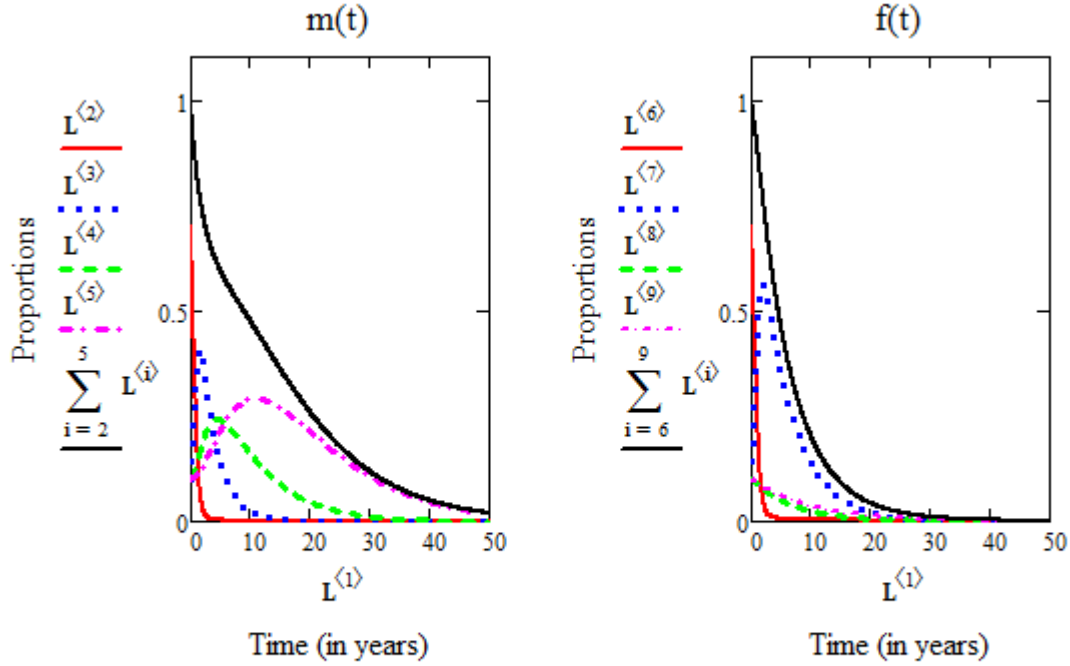 m(t)
Proportions
L⟨2⟩
L⟨3⟩
L⟨4⟩
L⟨5⟩
5
∑ L⟨i⟩
i = 2
1
0.5
0
0 10 20 30 40 50
L⟨1⟩
Time (in years)
f(t)
Proportions
L⟨6⟩
L⟨7⟩
L⟨8⟩
L⟨9⟩
9
∑ L⟨i⟩
i = 6
1
0.5
0
0 10 20 30 40 50
L⟨1⟩
Time (in years)